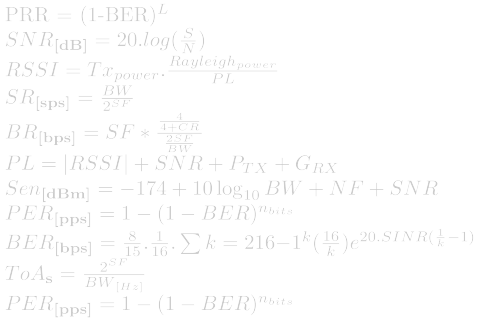 PRR = (1-BER)^L
SNR_[dB] = 20.log(S/N)
RSSI = Tx_power.Rayleigh_power/PL
SR_[sps] = BW/2^SF
BR_[bps] = SF * (4/(4+CR))/(2^SF/BW)
PL = |RSSI| + SNR + P_TX + G_RX
Sen_[dBm] = −174 + 10 log_10 BW + NF + SNR
PER_[pps] = 1 − (1 − BER)^n_bits
BER_[bps] = 8/15.1/16.∑ k = 216−1^k(16/k)e^20.SINR(1/k−1)
ToA_s = 2^SF/BW_[Hz]
PER_[pps] = 1 − (1 − BER)^n_bits